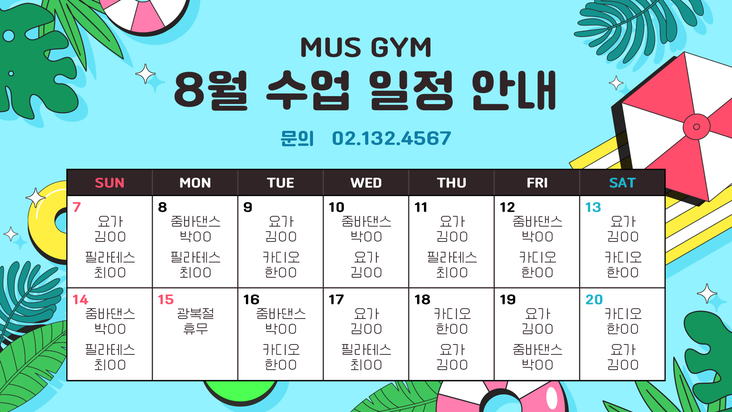 MUS GYM
8월 수업 일정 안내
문의 02.132.4567
SUN MON TUE WED THU FRI SAT
7 8 9 10 11 12 13
요가 줌바댄스 요가 줌바댄스 요가 줌바댄스 요가
김OO 박OO 김OO 박OO 김OO 박OO 김OO
필라테스 필라테스 카디오 요가 필라테스 카디오 카디오
최OO 최OO 한OO 김OO 최OO 한OO 한OO
14 15 16 17 18 19 20
줌바댄스 광복절 줌바댄스 요가 카디오 요가 카디오
박OO 휴무 박OO 김OO 한OO 김OO 한OO
필라테스 카디오 필라테스 요가 줌바댄스 요가
최OO 한OO 최OO 김OO 박OO 김OO